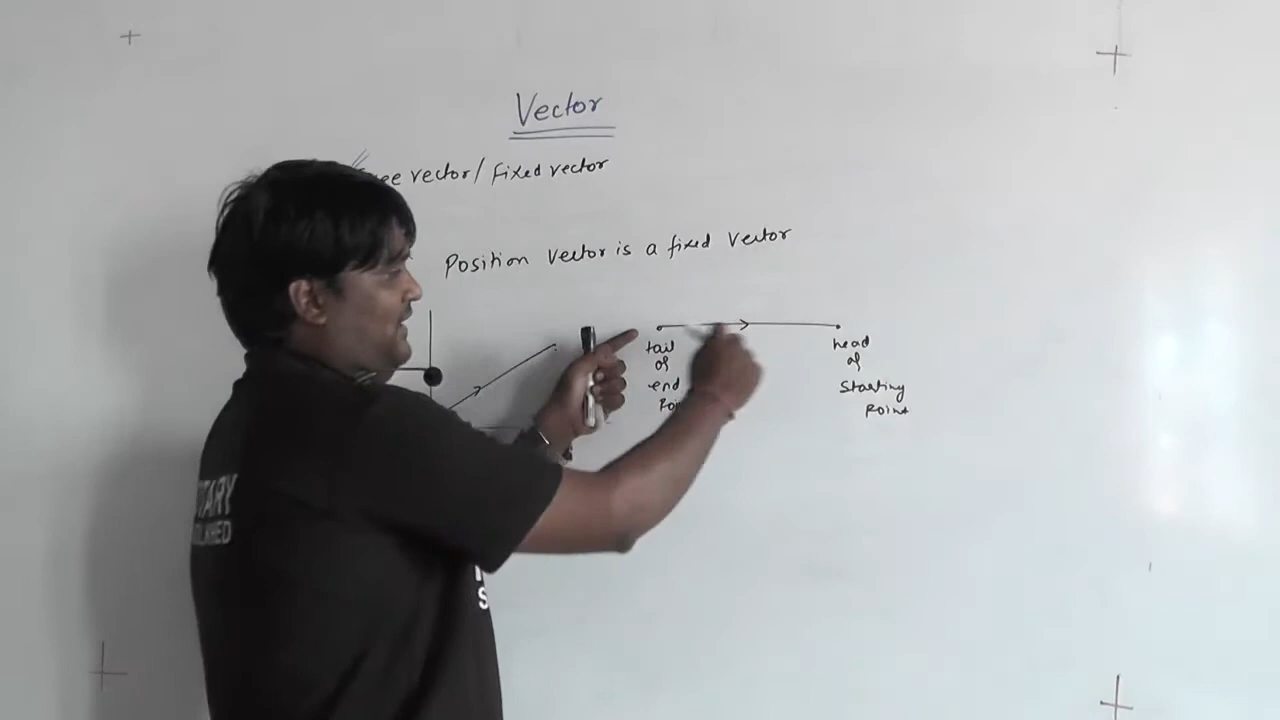 Vector
vector/ fixed vector
Position vector is a fixed vector
tail
of
end
head
of
Starting
Point